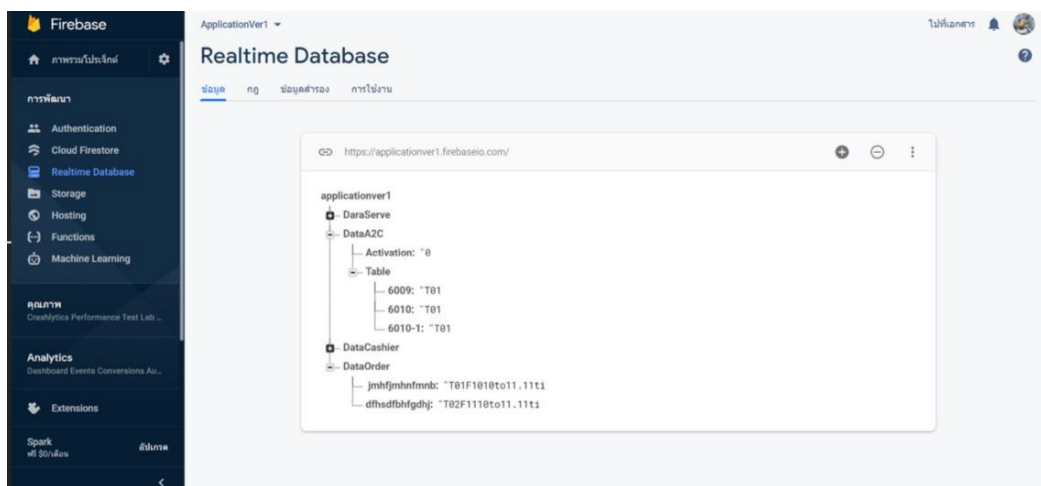 Firebase
ภาพรวมโปรเจ็กต์
การพัฒนา
Authentication
Cloud Firestore
Realtime Database
Storage
Hosting
Functions
Machine Learning
คุณภาพ
Crashlytics Performance Test Lab ...
Analytics
Dashboard Events Conversions Au...
Extensions
Spark
ฟรี $0/เดือน
อัปเกรด
ApplicationVer1
ไปที่เอกสาร
Realtime Database
ข้อมูล กฎ ข้อมูลสำรอง การใช้งาน
https://applicationver1.firebaseio.com/
applicationver1
DaraServe
DataA2C
Activation: "0
Table
6009: "T01
6010: "T01
6010-1: "T01
DataCashier
DataOrder
jmhfjmhnfmnb: "T01F1010to11.11ti
dfhsdfbhfgdhj: "T02F1110to11.11ti